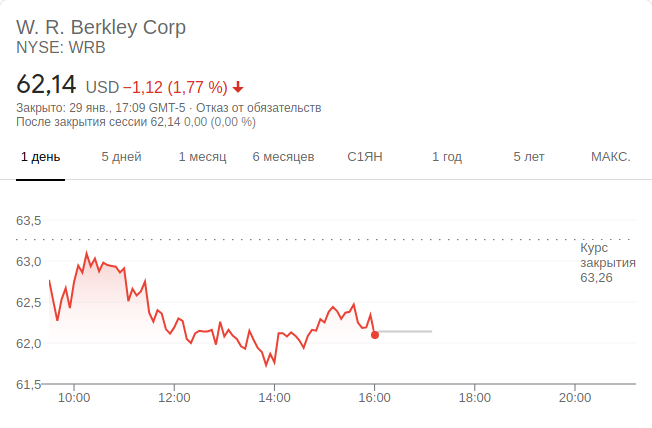 W. R. Berkley Corp
NYSE: WRB
62,14 USD −1,12 (1,77 %)
Закрыто: 29 янв., 17:09 GMT-5 · Отказ от обязательств
После закрытия сессии 62,14 0,00 (0,00 %)
1 день 5 дней 1 месяц 6 месяцев С1ЯН 1 год 5 лет МАКС.
63,5
Курс
закрытия
63,26
63,0
62,5
62,0
61,5
10:00 12:00 14:00 16:00 18:00 20:00